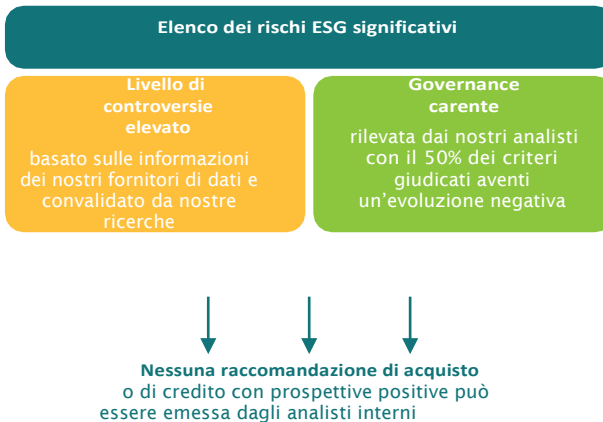 Elenco dei rischi ESG significativi
Livello di
controversie
elevato
basato sulle informazioni
dei nostri fornitori di dati e
convalidato da nostre
ricerche
Governance
carente
rilevata dai nostri analisti
con il 50% dei criteri
giudicati aventi
un’evoluzione negativa
Nessuna raccomandazione di acquisto
o di credito con prospettive positive può
essere emessa dagli analisti interni